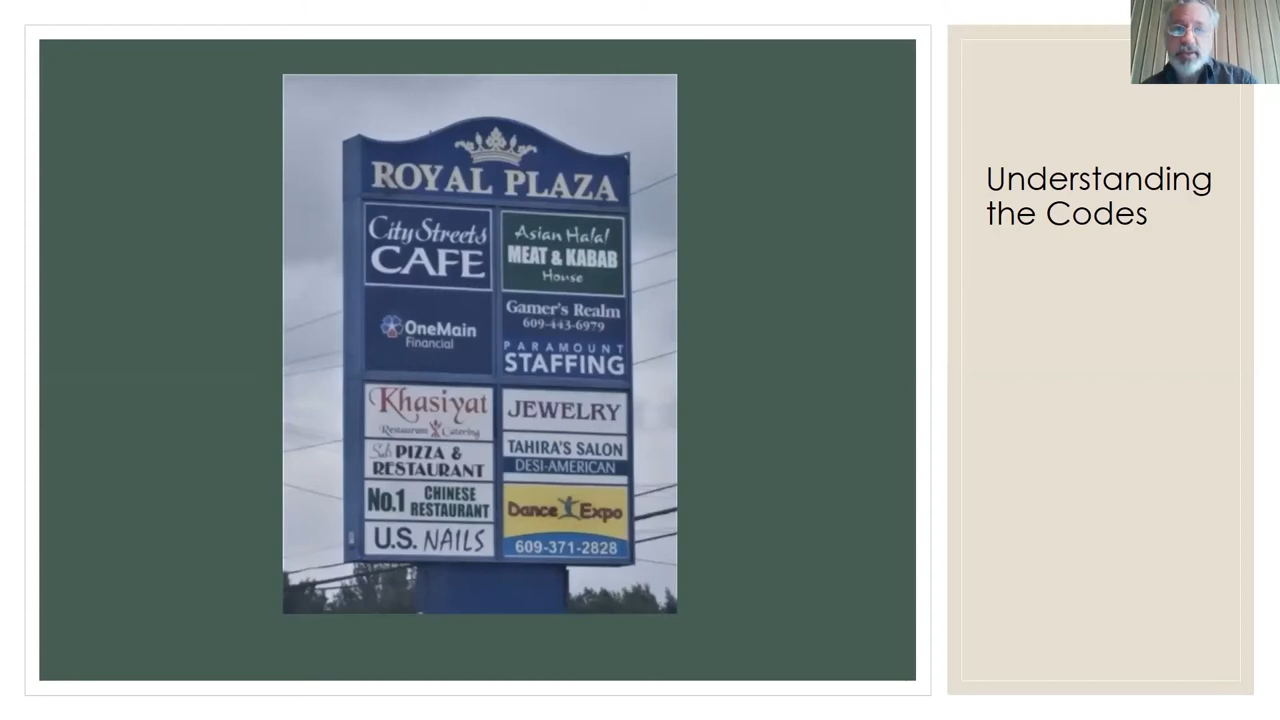 ROYAL PLAZA
City Streets
CAFE
Asian Halal
MEAT & KABAB
House
OneMain
Financial
Gamer's Realm
609-443-6979
PARAMOUNT
STAFFING
Khasiyat
Restaurant Catering
Sal's PIZZA &
RESTAURANT
No.1 CHINESE
RESTAURANT
U.S. NAILS
JEWELRY
TAHIRA'S SALON
DESI-AMERICAN
Dance Expo
609-371-2828
Understanding
the Codes